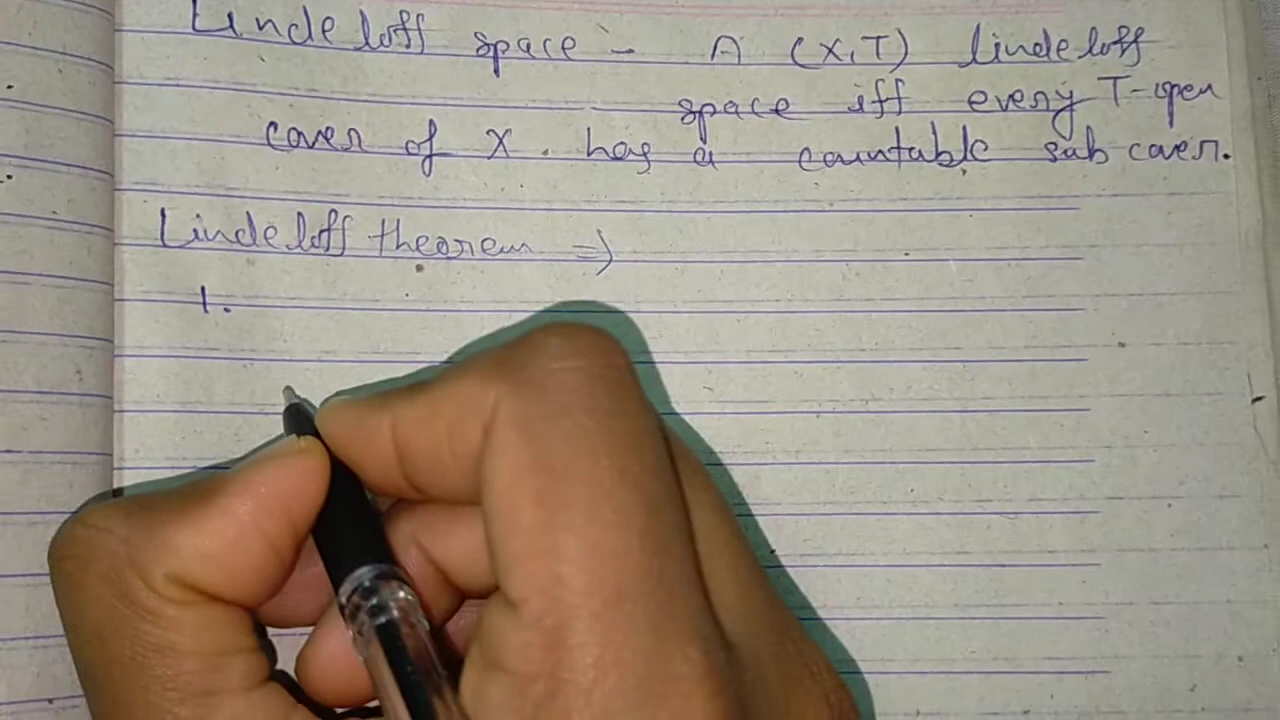 Lindeloff space :- A (X,T) lindeloff
space iff every T-open
cover of X. has a countable sub cover.
Lindeloff theorem =>
1.